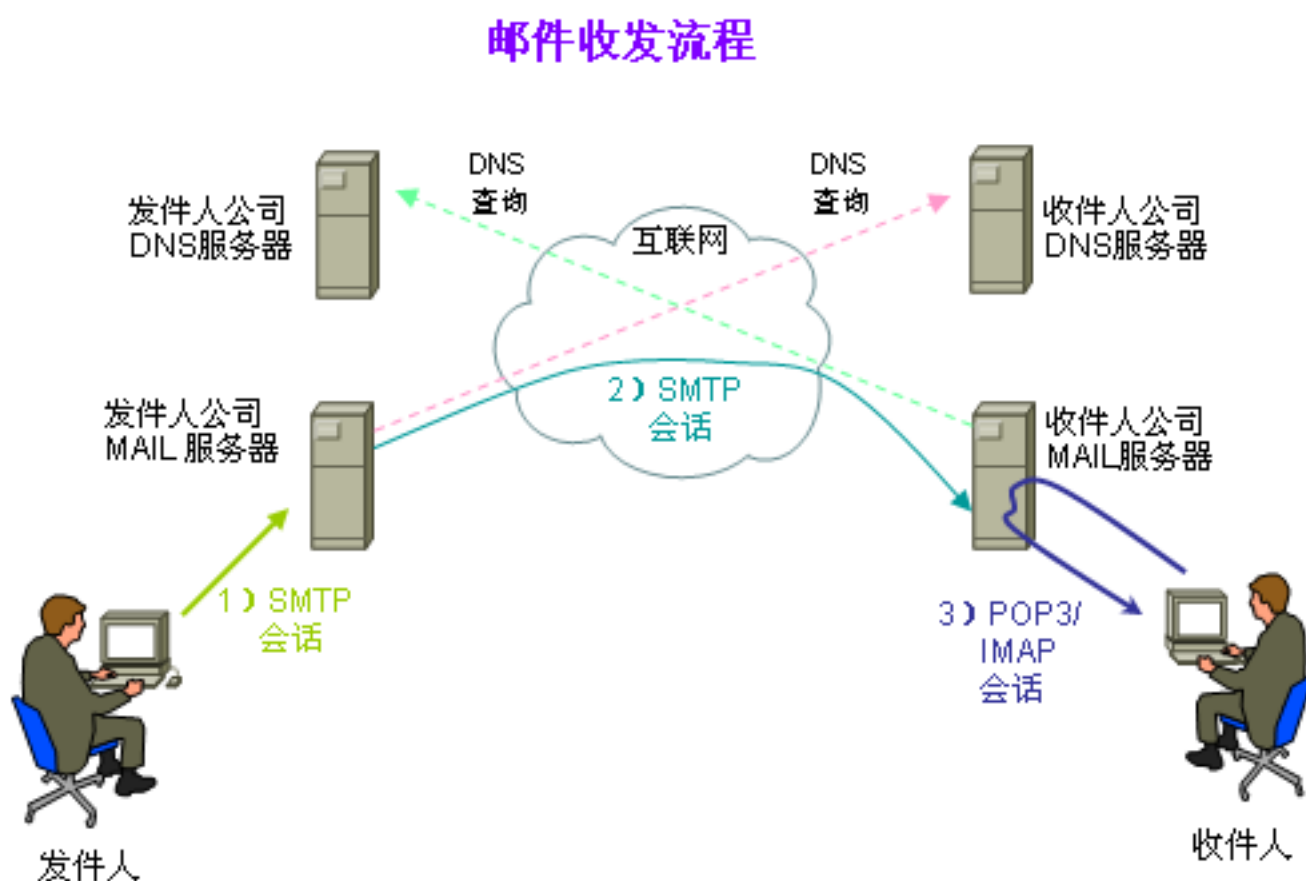 邮件收发流程
DNS
查询
DNS
查询
发件人公司
DNS服务器
互联网
收件人公司
DNS服务器
发件人公司
MAIL 服务器
2）SMTP
会话
收件人公司
MAIL服务器
1）SMTP
会话
3）POP3/
IMAP
会话
发件人
收件人